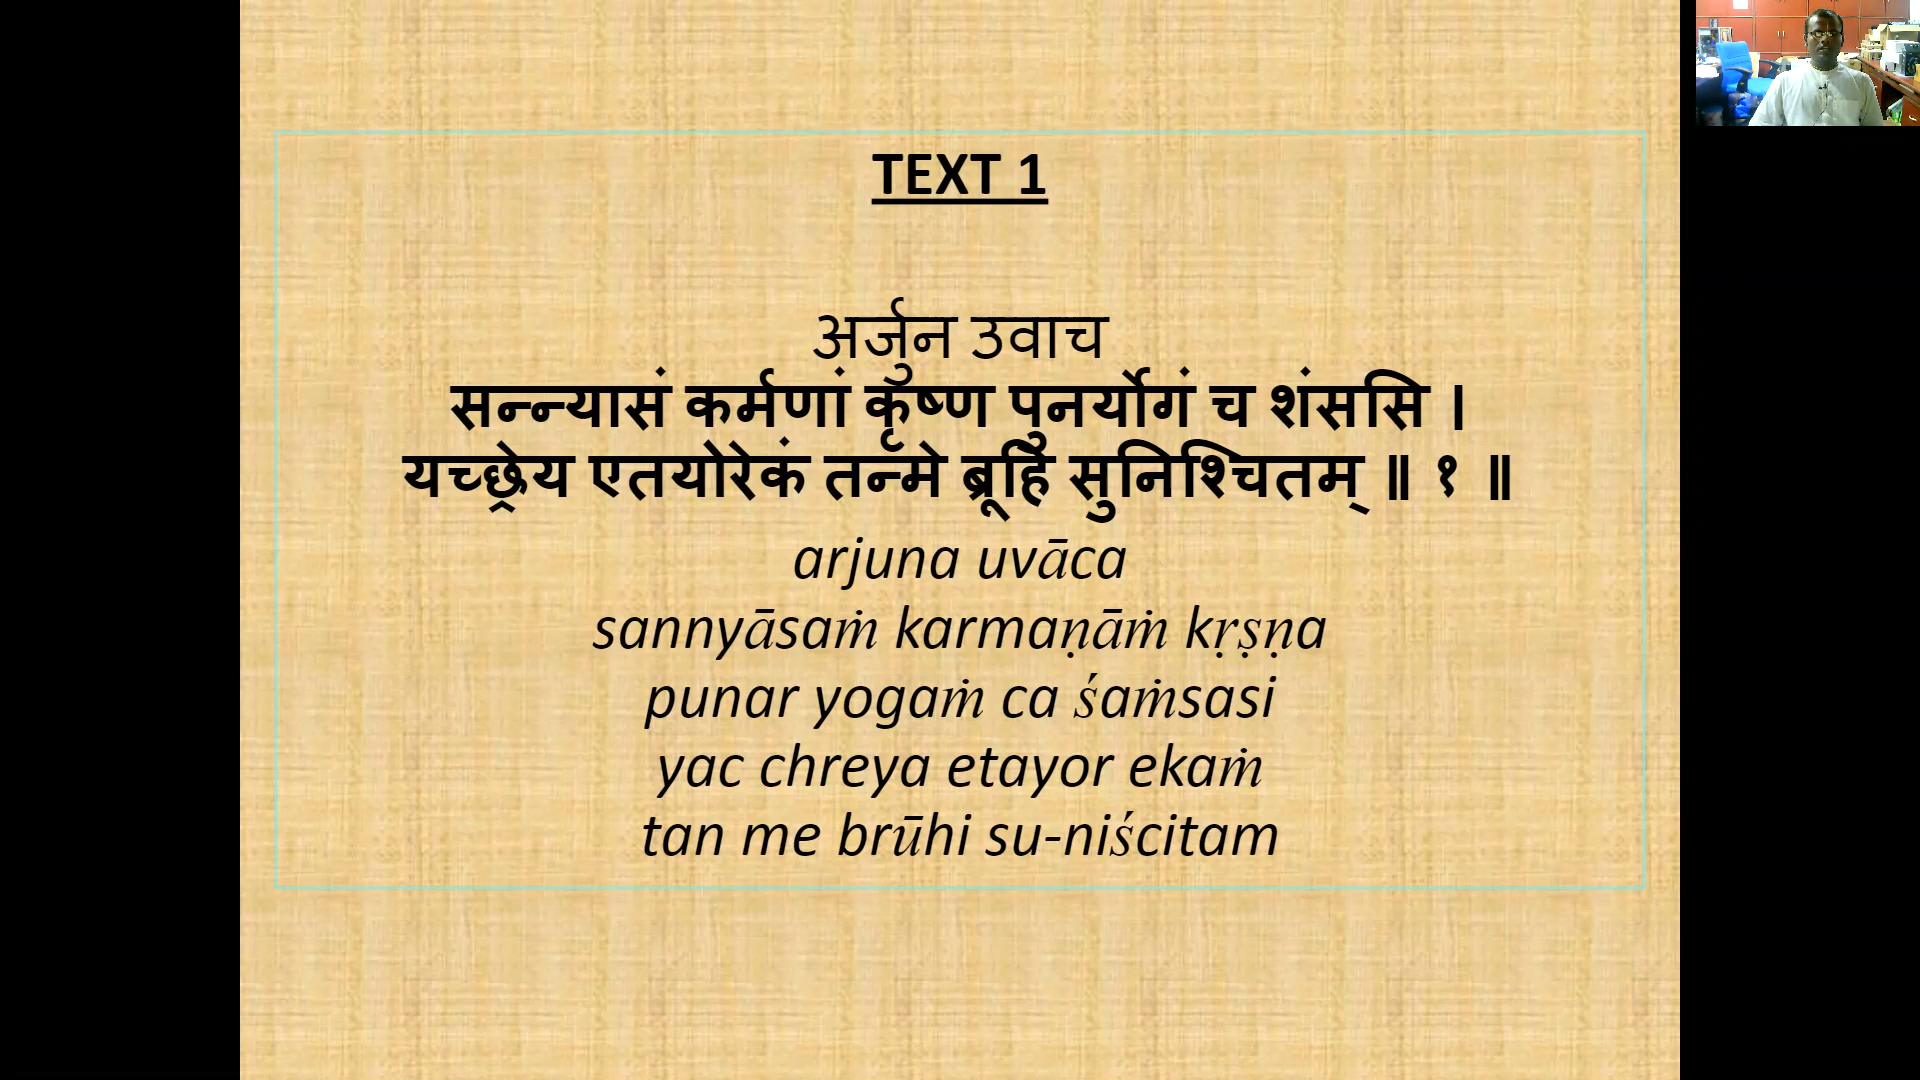 TEXT 1
अर्जुन उवाच
सन्न्यासं कर्मणां कृष्ण पुनर्योगं च शंससि ।
यच्छ्रेय एतयोरेकं तन्मे ब्रूहि सुनिश्चितम् ॥ १ ॥
arjuna uvāca
sannyāsaṁ karmaṇāṁ kṛṣṇa
punar yogaṁ ca śaṁsasi
yac chreya etayor ekaṁ
tan me brūhi su-niścitam